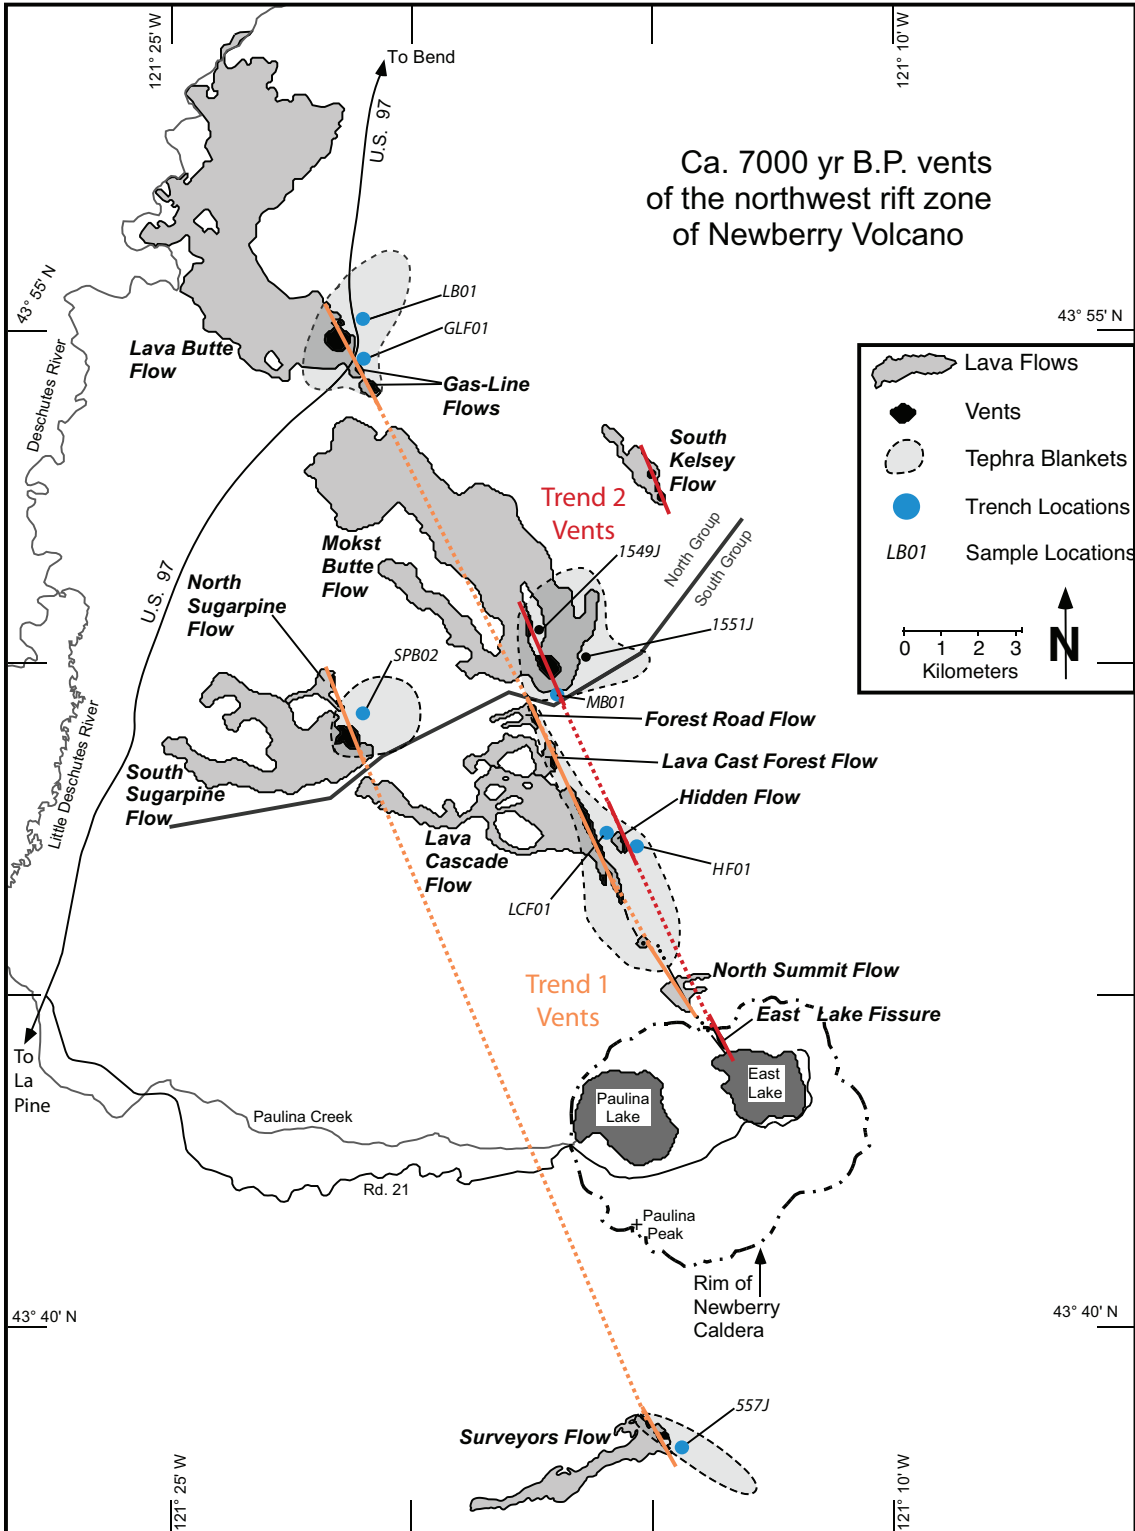 121° 25' W
To Bend
121° 10' W
U.S. 97
Ca. 7000 yr B.P. vents
of the northwest rift zone
of Newberry Volcano
43° 55' N
LB01
GLF01
43° 55' N
Lava Butte
Flow
Gas-Line
Flows
Deschutes River
Lava Flows
Vents
Tephra Blankets
Trench Locations
LB01
Sample Locations
0 1 2 3
Kilometers
N
South
Kelsey
Flow
Trend 2
Vents
North Group
South Group
1549J
Mokst
Butte
Flow
U.S. 97
North
Sugarpine
Flow
1551J
SPB02
MB01
Forest Road Flow
Lava Cast Forest Flow
Hidden Flow
South
Sugarpine
Flow
Little Deschutes River
Lava
Cascade
Flow
HF01
LCF01
Trend 1
Vents
North Summit Flow
East Lake Fissure
To
La
Pine
East
Lake
Paulina
Lake
Paulina Creek
Rd. 21
Paulina
Peak
Rim of
Newberry
Caldera
43° 40' N
43° 40' N
557J
Surveyors Flow
121° 25' W
121° 10' W